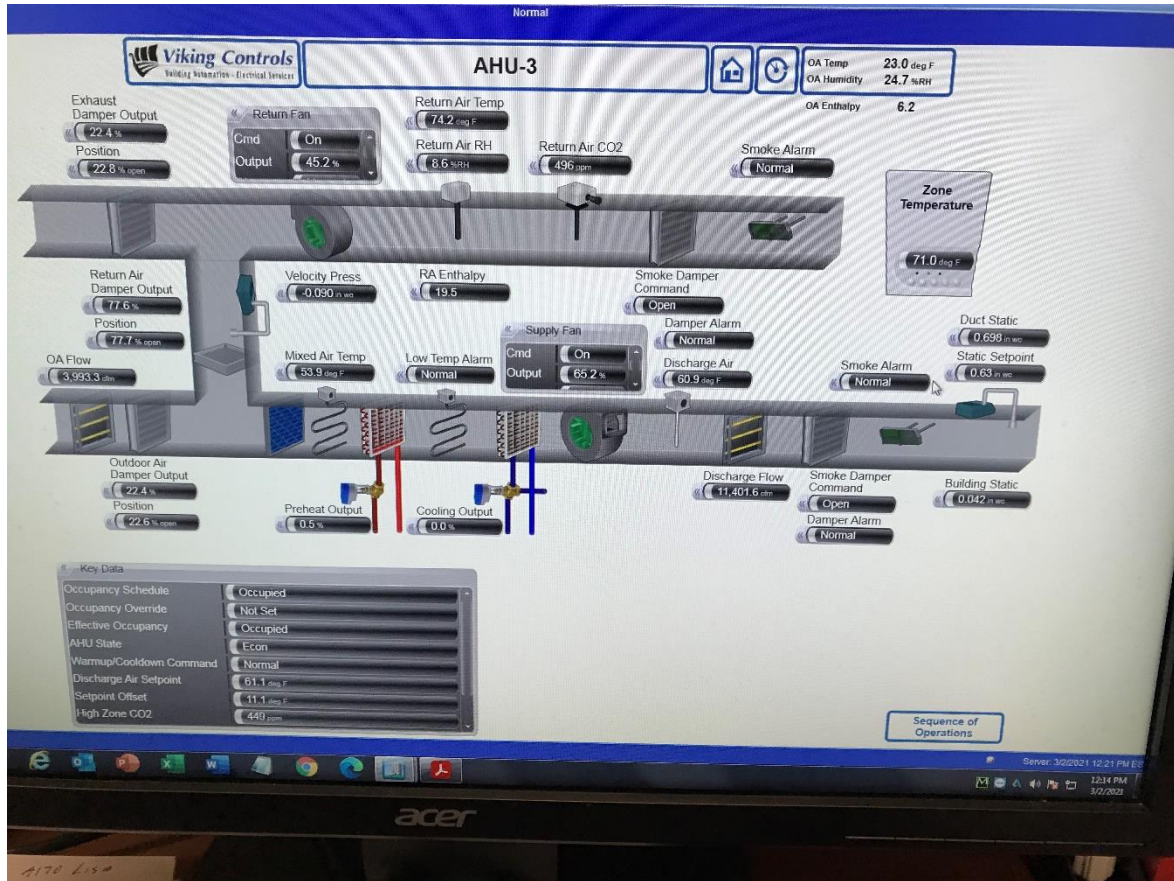 Normal
Viking Controls
Building Automation - Electrical Services
AHU-3
OA Temp 23.0 deg F
OA Humidity 24.7 %RH
OA Enthalpy 6.2
Exhaust
Damper Output
22.4 %
Position
22.8 % open
Return Fan
Cmd On
Output 45.2 %
Return Air Temp
74.2 deg F
Return Air RH
8.6 %RH
Return Air CO2
496 ppm
Smoke Alarm
Normal
Zone
Temperature
71.0 deg F
Return Air
Damper Output
77.6 %
Position
77.7 % open
Velocity Press
-0.090 in wc
RA Enthalpy
19.5
Smoke Damper
Command
Open
Damper Alarm
Normal
Discharge Air
60.9 deg F
Supply Fan
Cmd On
Output 65.2 %
OA Flow
3,993.3 cfm
Mixed Air Temp
53.9 deg F
Low Temp Alarm
Normal
Smoke Alarm
Normal
Duct Static
0.698 in wc
Static Setpoint
0.63 in wc
Outdoor Air
Damper Output
22.4 %
Position
22.6 % open
Preheat Output
0.5 %
Cooling Output
0.0 %
Discharge Flow
11,401.6 cfm
Smoke Damper
Command
Open
Damper Alarm
Normal
Building Static
0.042 in wc
Key Data
Occupancy Schedule Occupied
Occupancy Override Not Set
Effective Occupancy Occupied
AHU State Econ
Warmup/Cooldown Command Normal
Discharge Air Setpoint 61.1 deg F
Setpoint Offset 11.1 deg F
High Zone CO2 449 ppm
Sequence of
Operations
Server: 3/2/2021 12:21 PM ES
12:14 PM
3/2/2021
acer